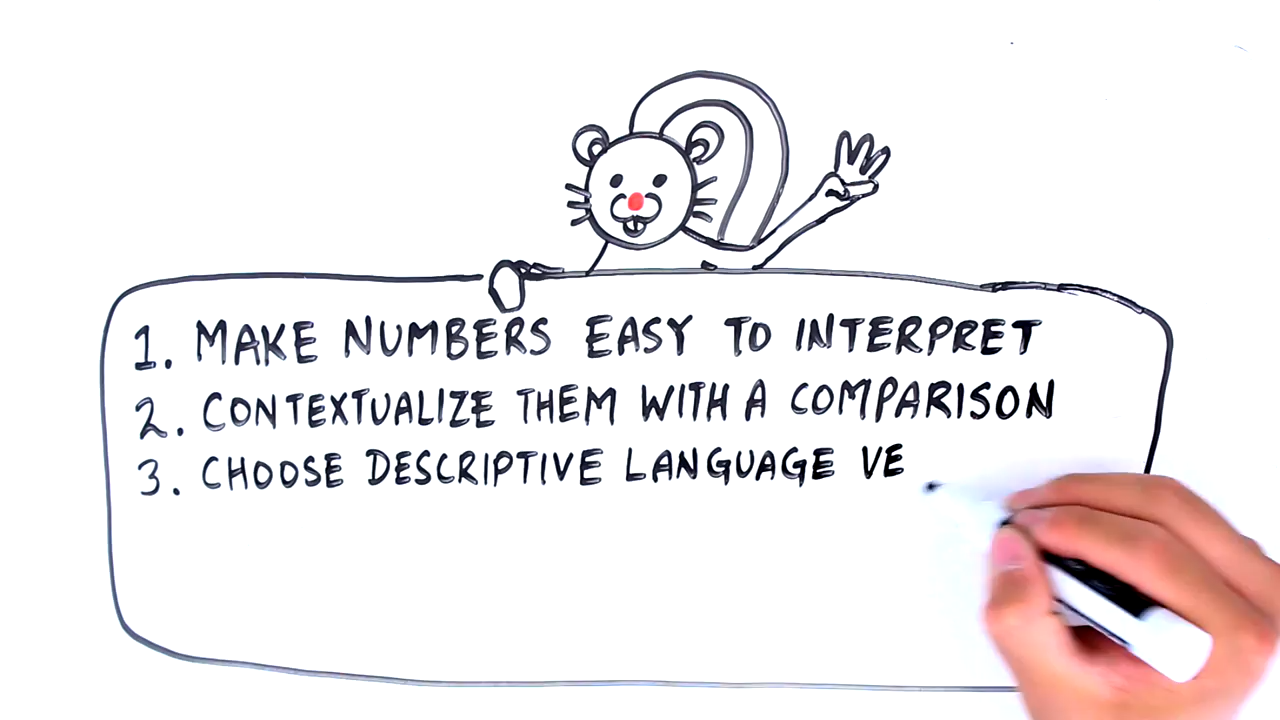 1. MAKE NUMBERS EASY TO INTERPRET
2. CONTEXTUALIZE THEM WITH A COMPARISON
3. CHOOSE DESCRIPTIVE LANGUAGE VE